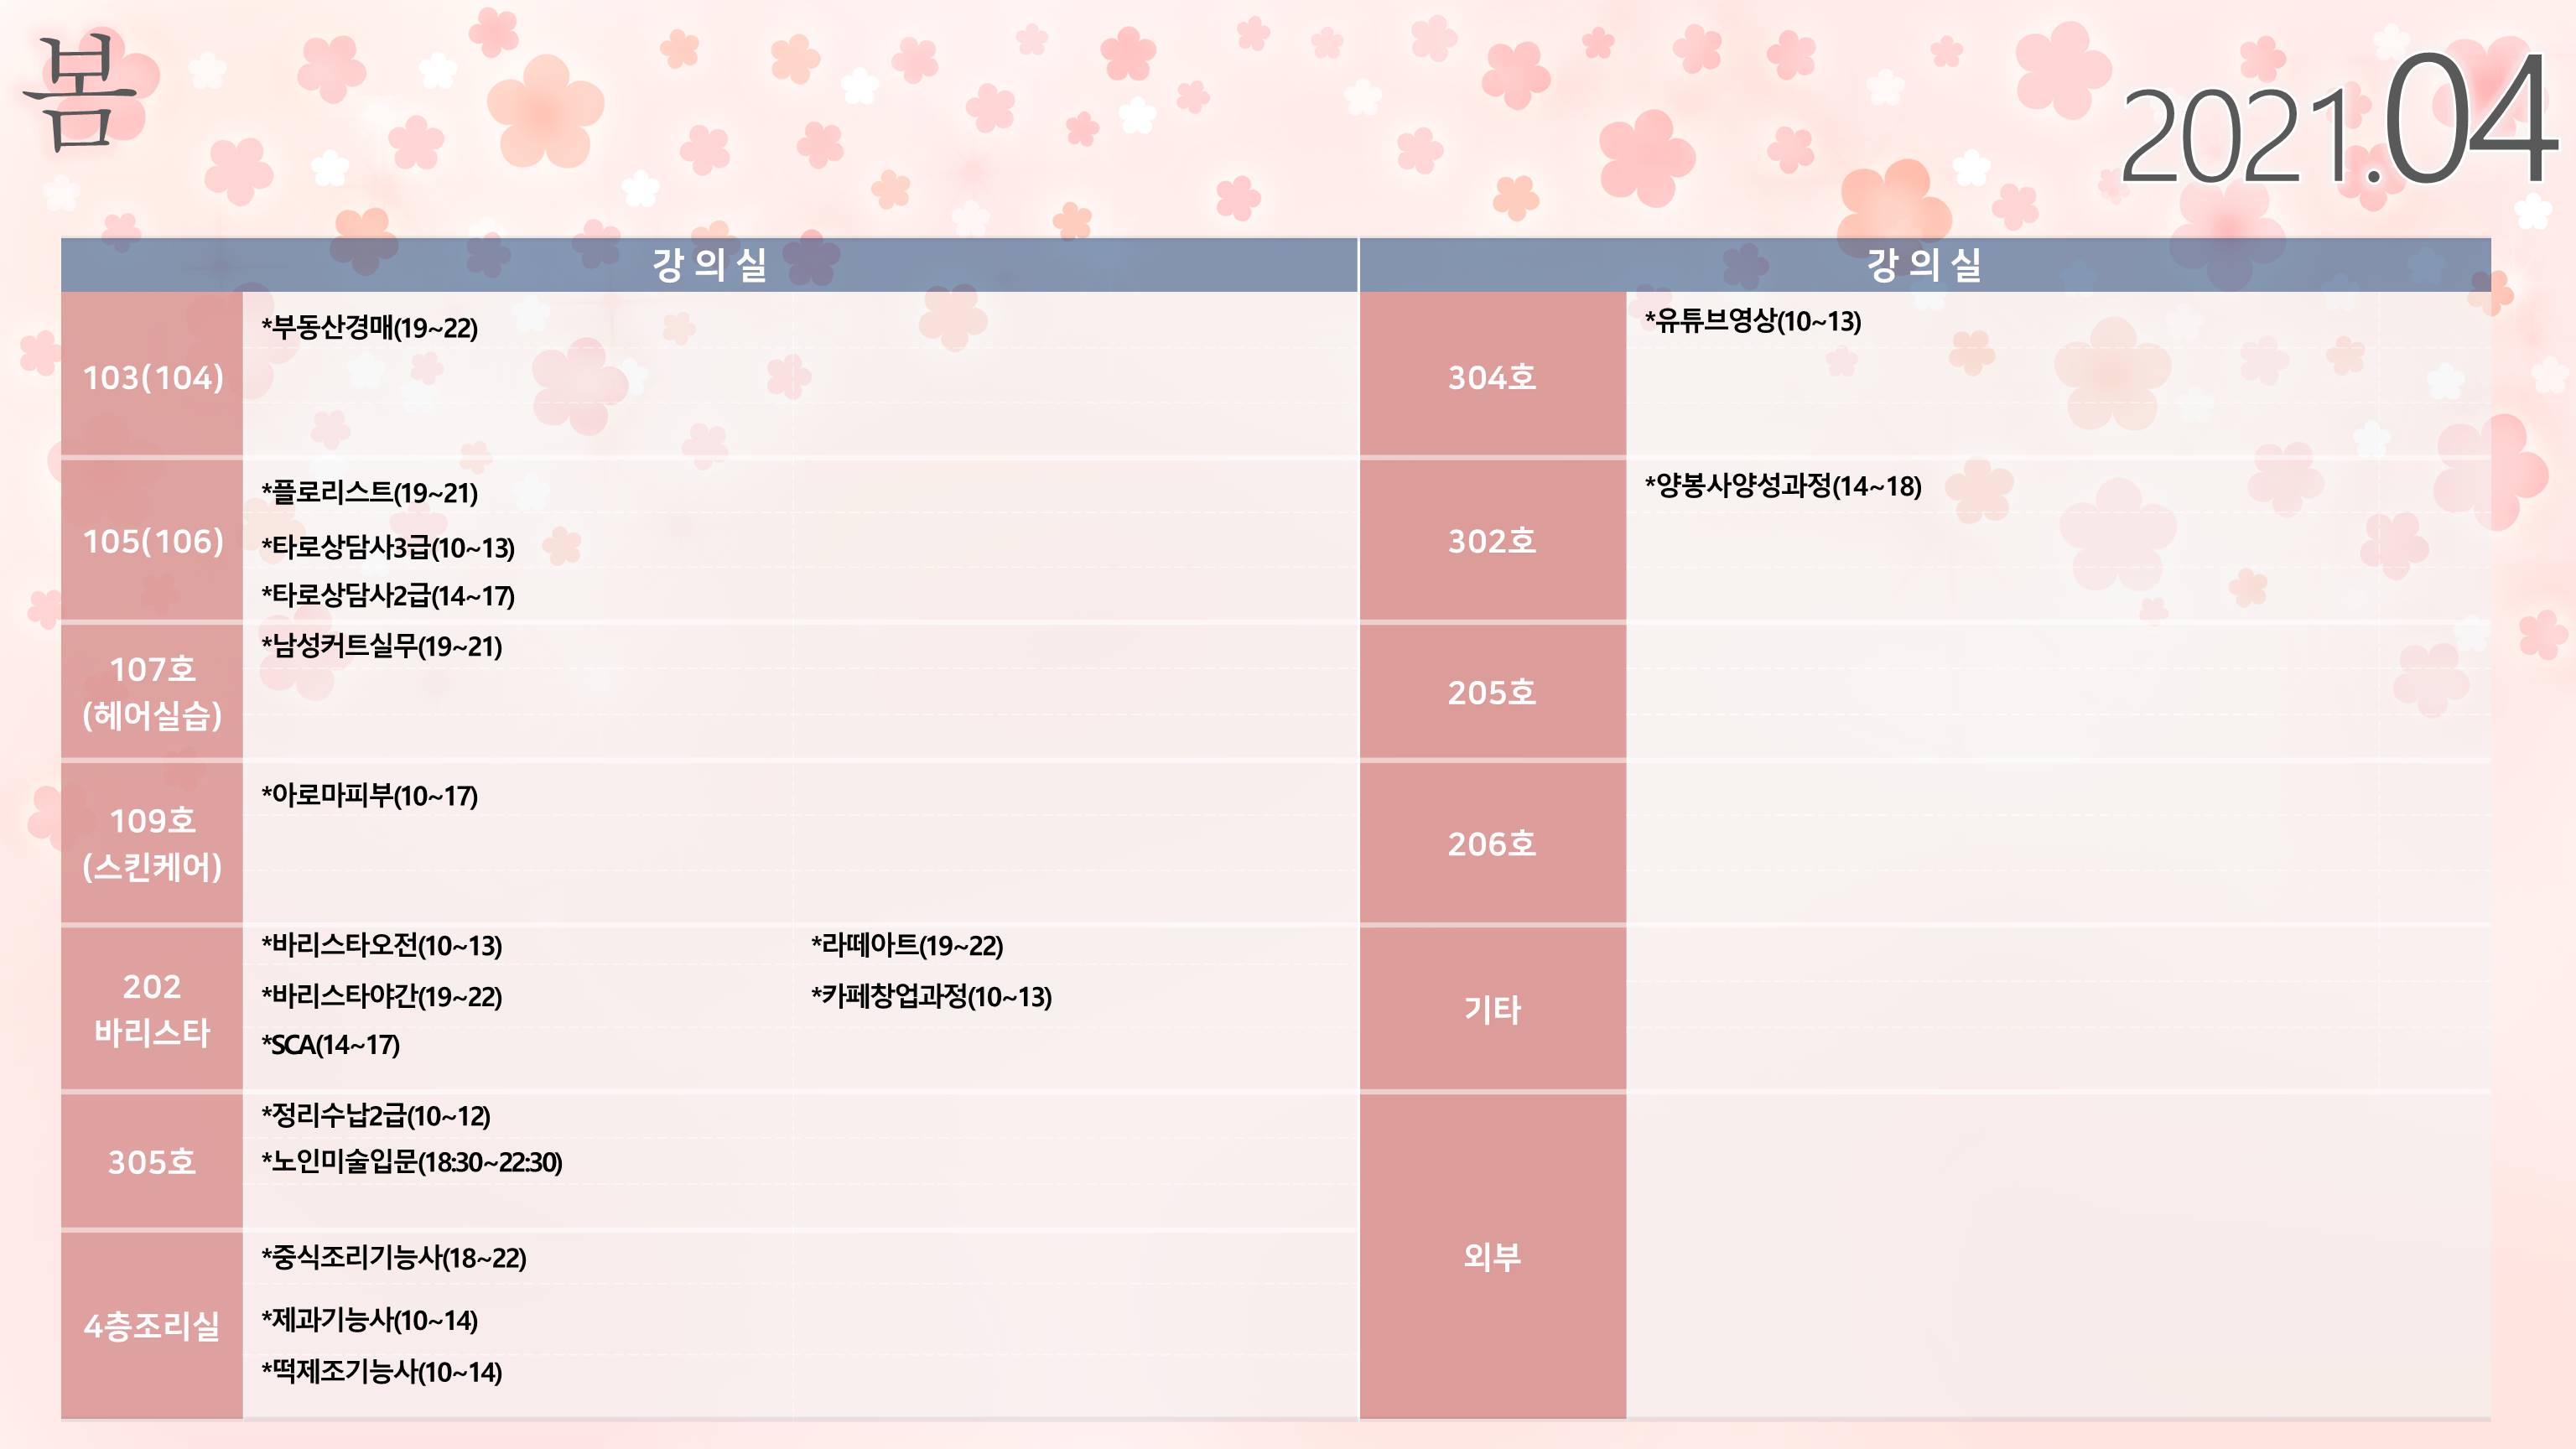 봄
2021.04
강 의 실
103(104)
*부동산경매(19~22)
105(106)
*플로리스트(19~21)
*타로상담사3급(10~13)
*타로상담사2급(14~17)
107호
(헤어실습)
*남성커트실무(19~21)
109호
(스킨케어)
*아로마피부(10~17)
202
바리스타
*바리스타오전(10~13)
*라떼아트(19~22)
*바리스타야간(19~22)
*카페창업과정(10~13)
*SCA(14~17)
305호
*정리수납2급(10~12)
*노인미술입문(18:30~22:30)
4층조리실
*중식조리기능사(18~22)
*제과기능사(10~14)
*떡제조기능사(10~14)
강 의 실
304호
*유튜브영상(10~13)
302호
*양봉사양성과정(14~18)
205호
206호
기타
외부